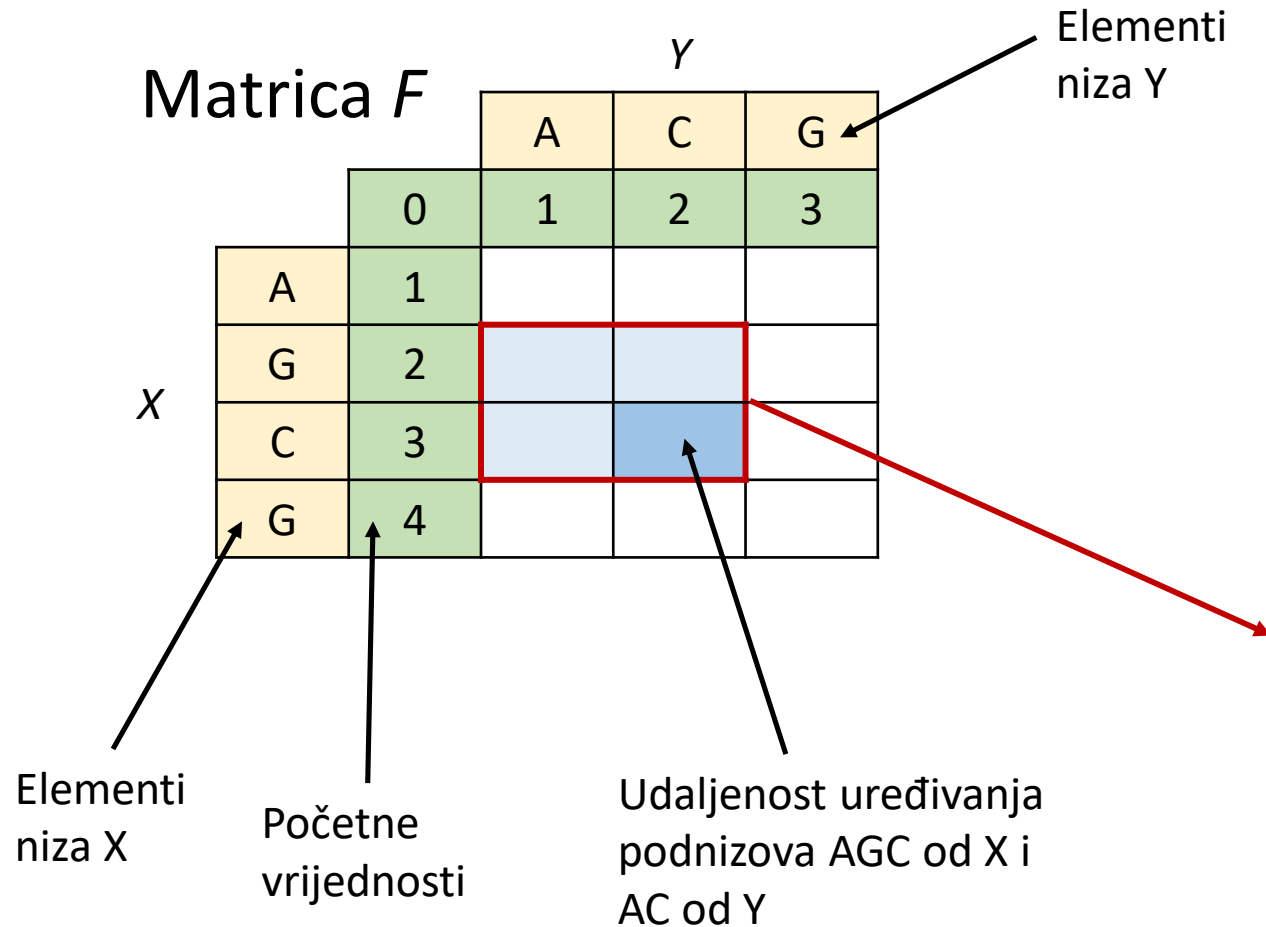 Matrica F
Y
Elementi
niza Y
A C G
0 1 2 3
A 1
G 2
X
C 3
G 4
Elementi
niza X
Početne
vrijednosti
Udaljenost uređivanja
podnizova AGC od X i
AC od Y